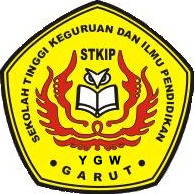 SEKOLAH TINGGI KEGURUAN DAN ILMU PENDIDIKAN
STKIP
YGW
• GARUT •